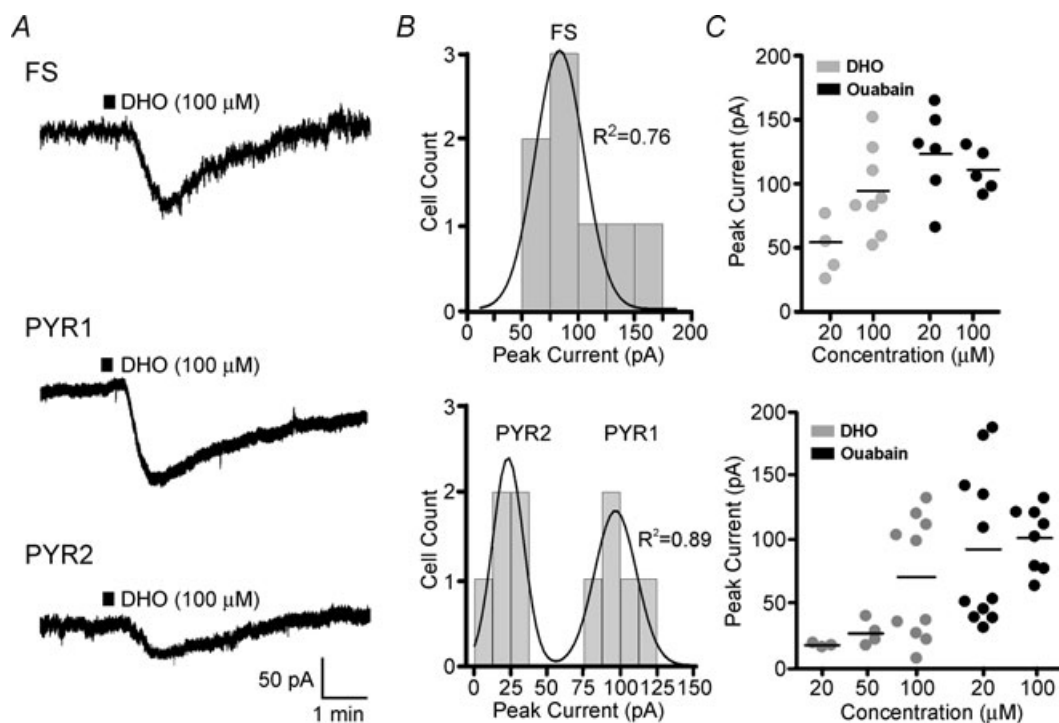 A
FS
DHO (100 μM)
PYR1
DHO (100 μM)
PYR2
DHO (100 μM)
50 pA
1 min
B
FS
R²=0.76
Cell Count
3
2
1
0
0 50 75 100 150 200
Peak Current (pA)
PYR2 PYR1
R²=0.89
Cell Count
3
2
1
0
0 25 50 75 100 125 150
Peak Current (pA)
C
DHO
Ouabain
Peak Current (pA)
200
150
100
50
0
20 100 20 100
Concentration (μM)
DHO
Ouabain
Peak Current (pA)
200
150
100
50
0
20 50 100 20 100
Concentration (μM)